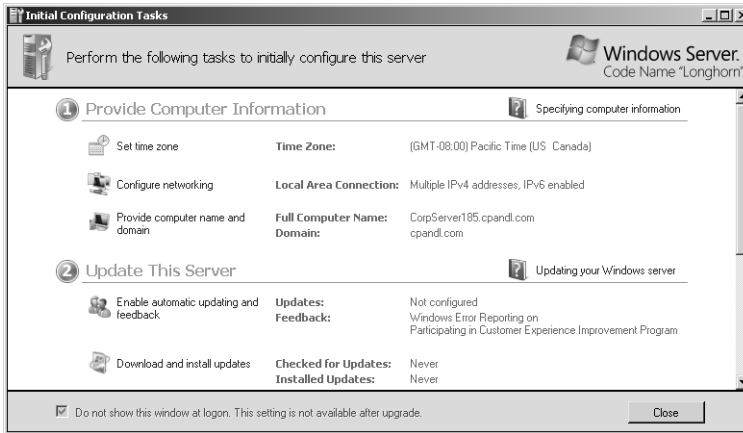 Initial Configuration Tasks
Perform the following tasks to initially configure this server
Windows Server.
Code Name "Longhorn"
1 Provide Computer Information
Specifying computer information
Set time zone
Time Zone:
(GMT-08:00) Pacific Time (US Canada)
Configure networking
Local Area Connection:
Multiple IPv4 addresses, IPv6 enabled
Provide computer name and
domain
Full Computer Name:
CorpServer185.cpandl.com
Domain:
cpandl.com
2 Update This Server
Updating your Windows server
Enable automatic updating and
feedback
Updates:
Not configured
Feedback:
Windows Error Reporting on
Participating in Customer Experience Improvement Program
Download and install updates
Checked for Updates:
Never
Installed Updates:
Never
Do not show this window at logon. This setting is not available after upgrade.
Close